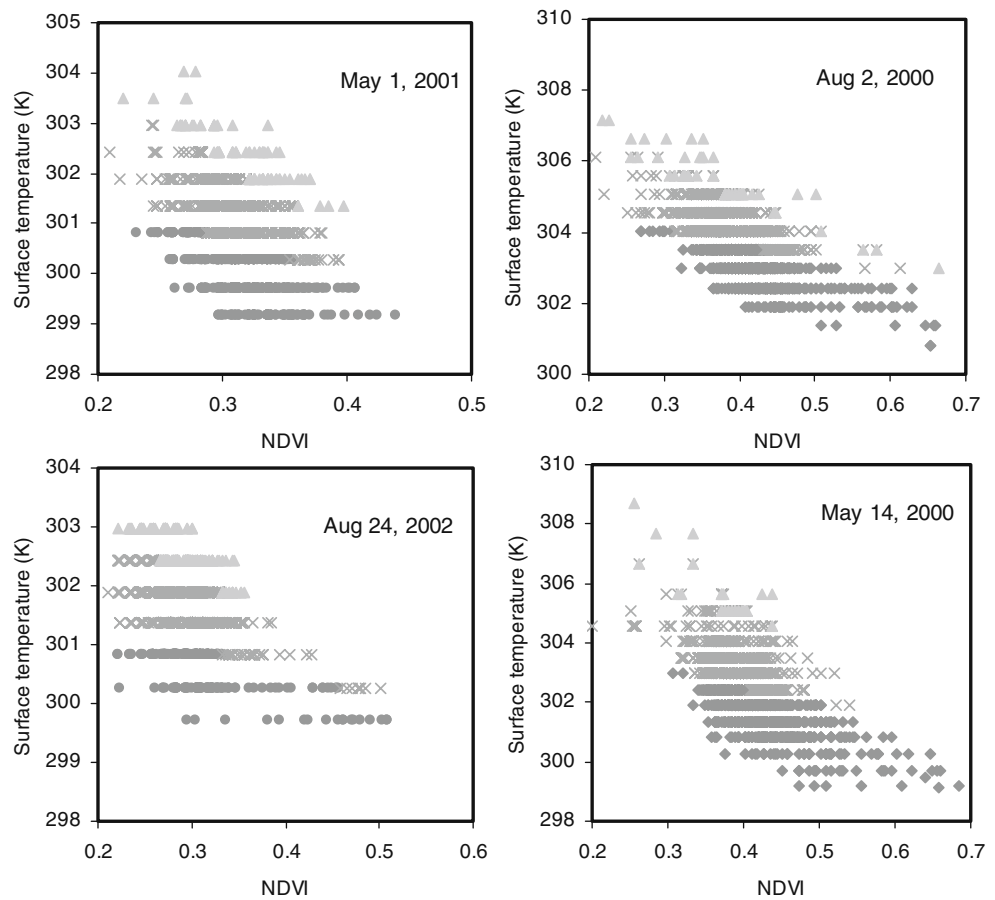 305
304
303
302
301
300
299
298
Surface temperature (K)
May 1, 2001
0.2 0.3 0.4 0.5
NDVI
310
308
306
304
302
300
Surface temperature (K)
Aug 2, 2000
0.2 0.3 0.4 0.5 0.6 0.7
NDVI
304
303
302
301
300
299
298
Surface temperature (K)
Aug 24, 2002
0.2 0.3 0.4 0.5 0.6
NDVI
310
308
306
304
302
300
298
Surface temperature (K)
May 14, 2000
0.2 0.3 0.4 0.5 0.6 0.7
NDVI